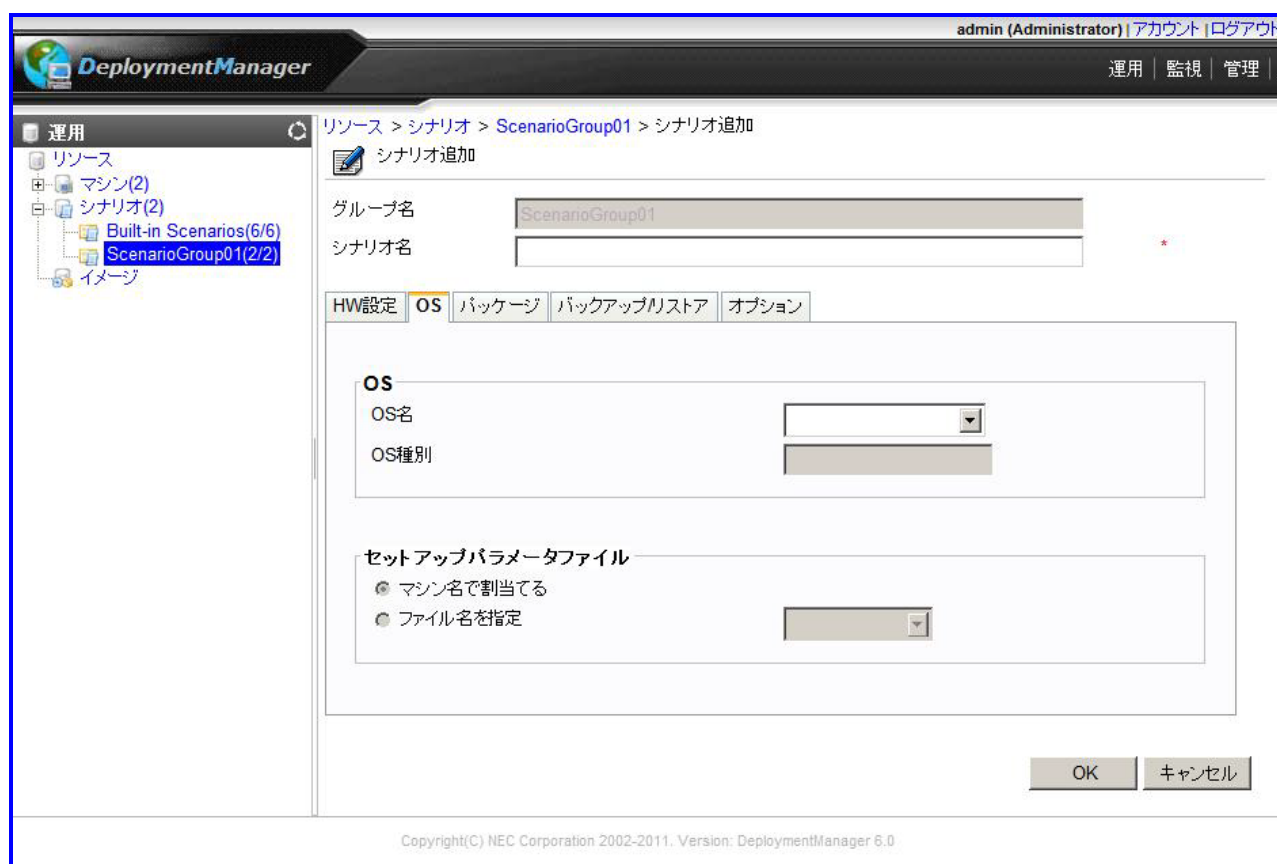 admin (Administrator) | アカウント | ログアウト
DeploymentManager
運用 | 監視 | 管理 |
運用
リソース
マシン(2)
シナリオ(2)
Built-in Scenarios(6/6)
ScenarioGroup01(2/2)
イメージ
リソース > シナリオ > ScenarioGroup01 > シナリオ追加
シナリオ追加
グループ名 ScenarioGroup01
シナリオ名 *
HW設定 OS パッケージ バックアップ/リストア オプション
OS
OS名
OS種別
セットアップパラメータファイル
マシン名で割当てる
ファイル名を指定
OK キャンセル
Copyright(C) NEC Corporation 2002-2011. Version: DeploymentManager 6.0